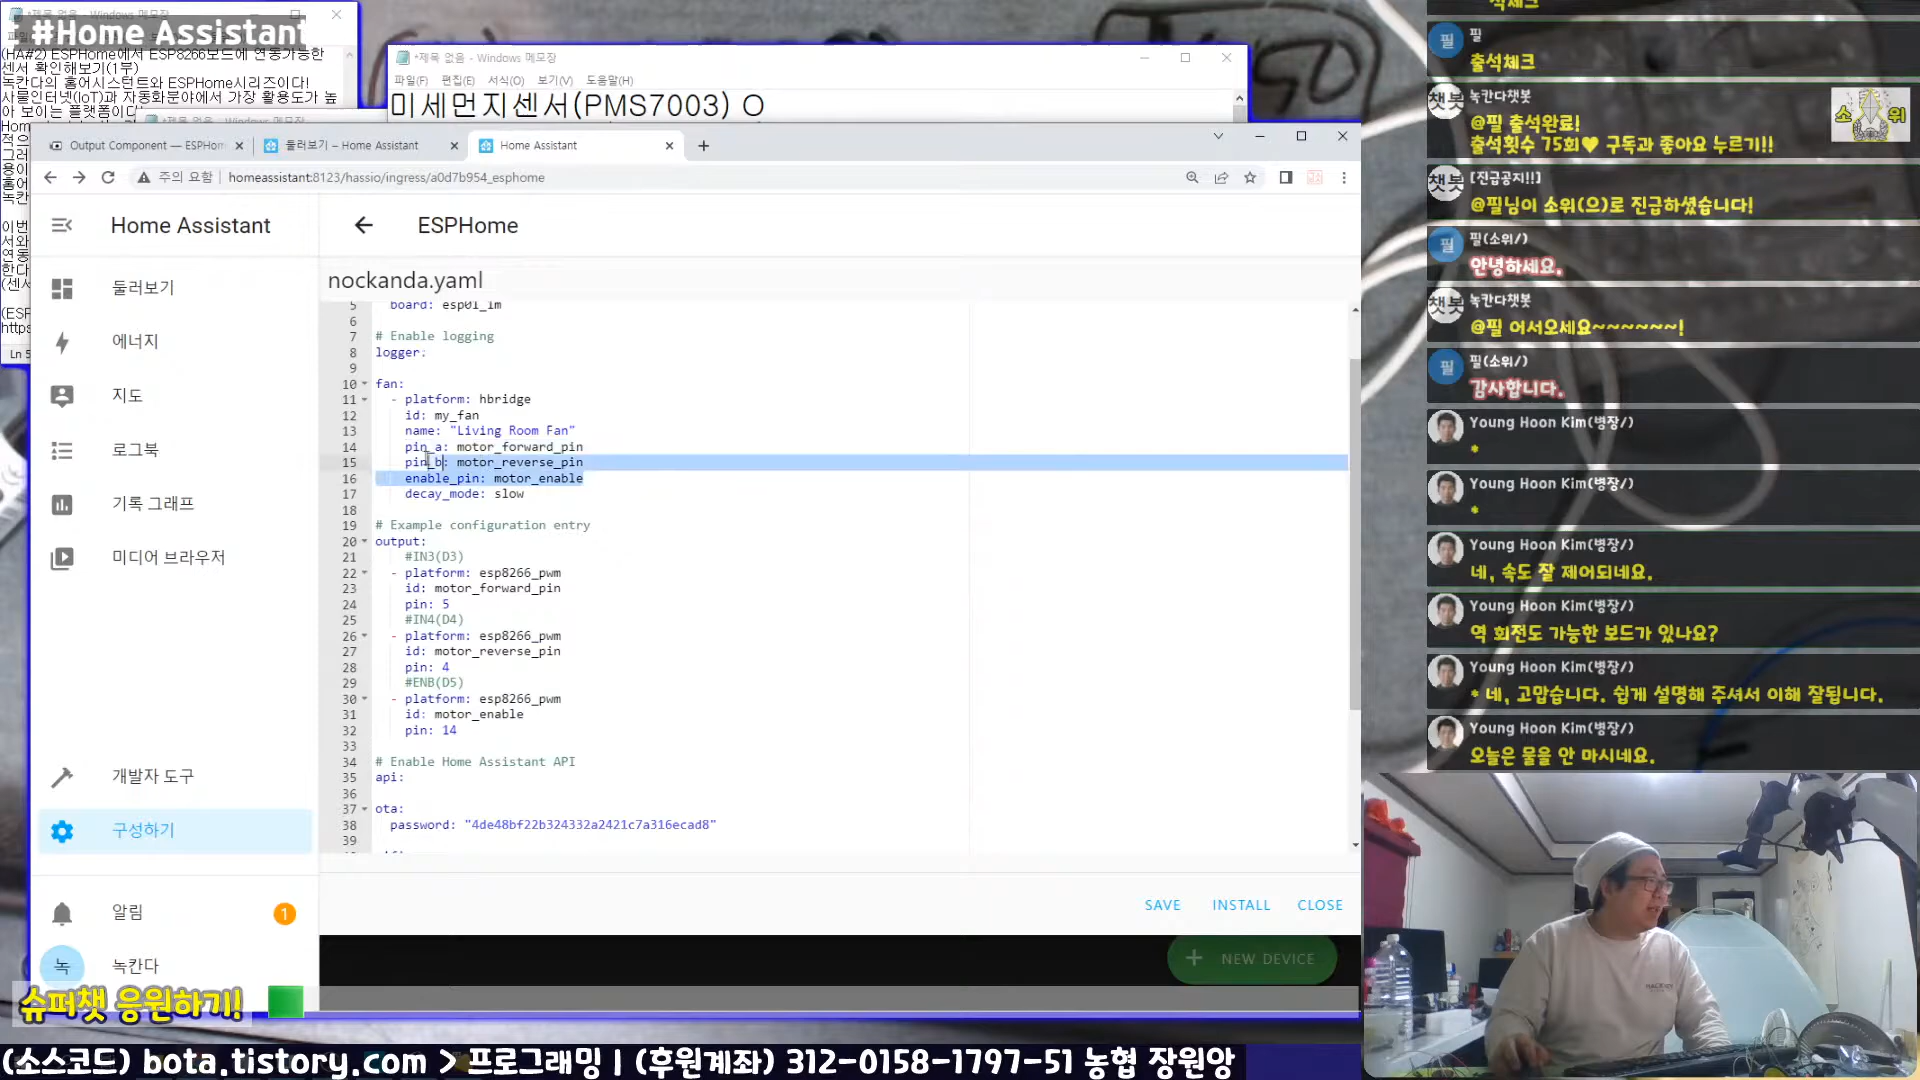 #Home Assistant
(HA#2) ESPHome에서 ESP8266보드에 연동가능한
센서 확인해보기(1부)
녹칸다의 홈어시스턴트와 ESPHome시리즈이다!
사물인터넷(IoT)과 자동화분야에서 가장 활용도가 높
아 보이는 플랫폼이다!
*제목 없음 - Windows 메모장
파일(F) 편집(E) 서식(O) 보기(V) 도움말(H)
미세먼지센서(PMS7003) O
Output Component — ESPHom
둘러보기 – Home Assistant
Home Assistant
주의 요함
homeassistant:8123/hassio/ingress/a0d7b954_esphome
Home Assistant
ESPHome
둘러보기
에너지
지도
로그북
기록 그래프
미디어 브라우저
개발자 도구
구성하기
알림
1
녹
녹칸다
nockanda.yaml
5 board: esp01_1m
6
7 # Enable logging
8 logger:
9
10 fan:
11 - platform: hbridge
12 id: my_fan
13 name: "Living Room Fan"
14 pin_a: motor_forward_pin
15 pin_b: motor_reverse_pin
16 enable_pin: motor_enable
17 decay_mode: slow
18
19 # Example configuration entry
20 output:
21 #IN3(D3)
22 - platform: esp8266_pwm
23 id: motor_forward_pin
24 pin: 5
25 #IN4(D4)
26 - platform: esp8266_pwm
27 id: motor_reverse_pin
28 pin: 4
29 #ENB(D5)
30 - platform: esp8266_pwm
31 id: motor_enable
32 pin: 14
33
34 # Enable Home Assistant API
35 api:
36
37 ota:
38 password: "4de48bf22b324332a2421c7a316ecad8"
39
SAVE INSTALL CLOSE
NEW DEVICE
출석체크
필
필
출석체크
챗봇
녹칸다챗봇
@필 출석완료!
출석횟수 75회♥ 구독과 좋아요 누르기!!
소위
챗봇
[진급공지!!]
@필님이 소위(으)로 진급하셨습니다!
필
필(소위/)
안녕하세요.
챗봇
녹칸다챗봇
@필 어서오세요~~~~~~!
필
필(소위/)
감사합니다.
Young Hoon Kim(병장/)
*
Young Hoon Kim(병장/)
*
Young Hoon Kim(병장/)
네, 속도 잘 제어되네요.
Young Hoon Kim(병장/)
역 회전도 가능한 보드가 있나요?
Young Hoon Kim(병장/)
* 네, 고맙습니다. 쉽게 설명해 주셔서 이해 잘됩니다.
Young Hoon Kim(병장/)
오늘은 물을 안 마시네요.
슈퍼챗 응원하기!
(소스코드) bota.tistory.com > 프로그래밍 | (후원계좌) 312-0158-1797-51 농협 장원앙